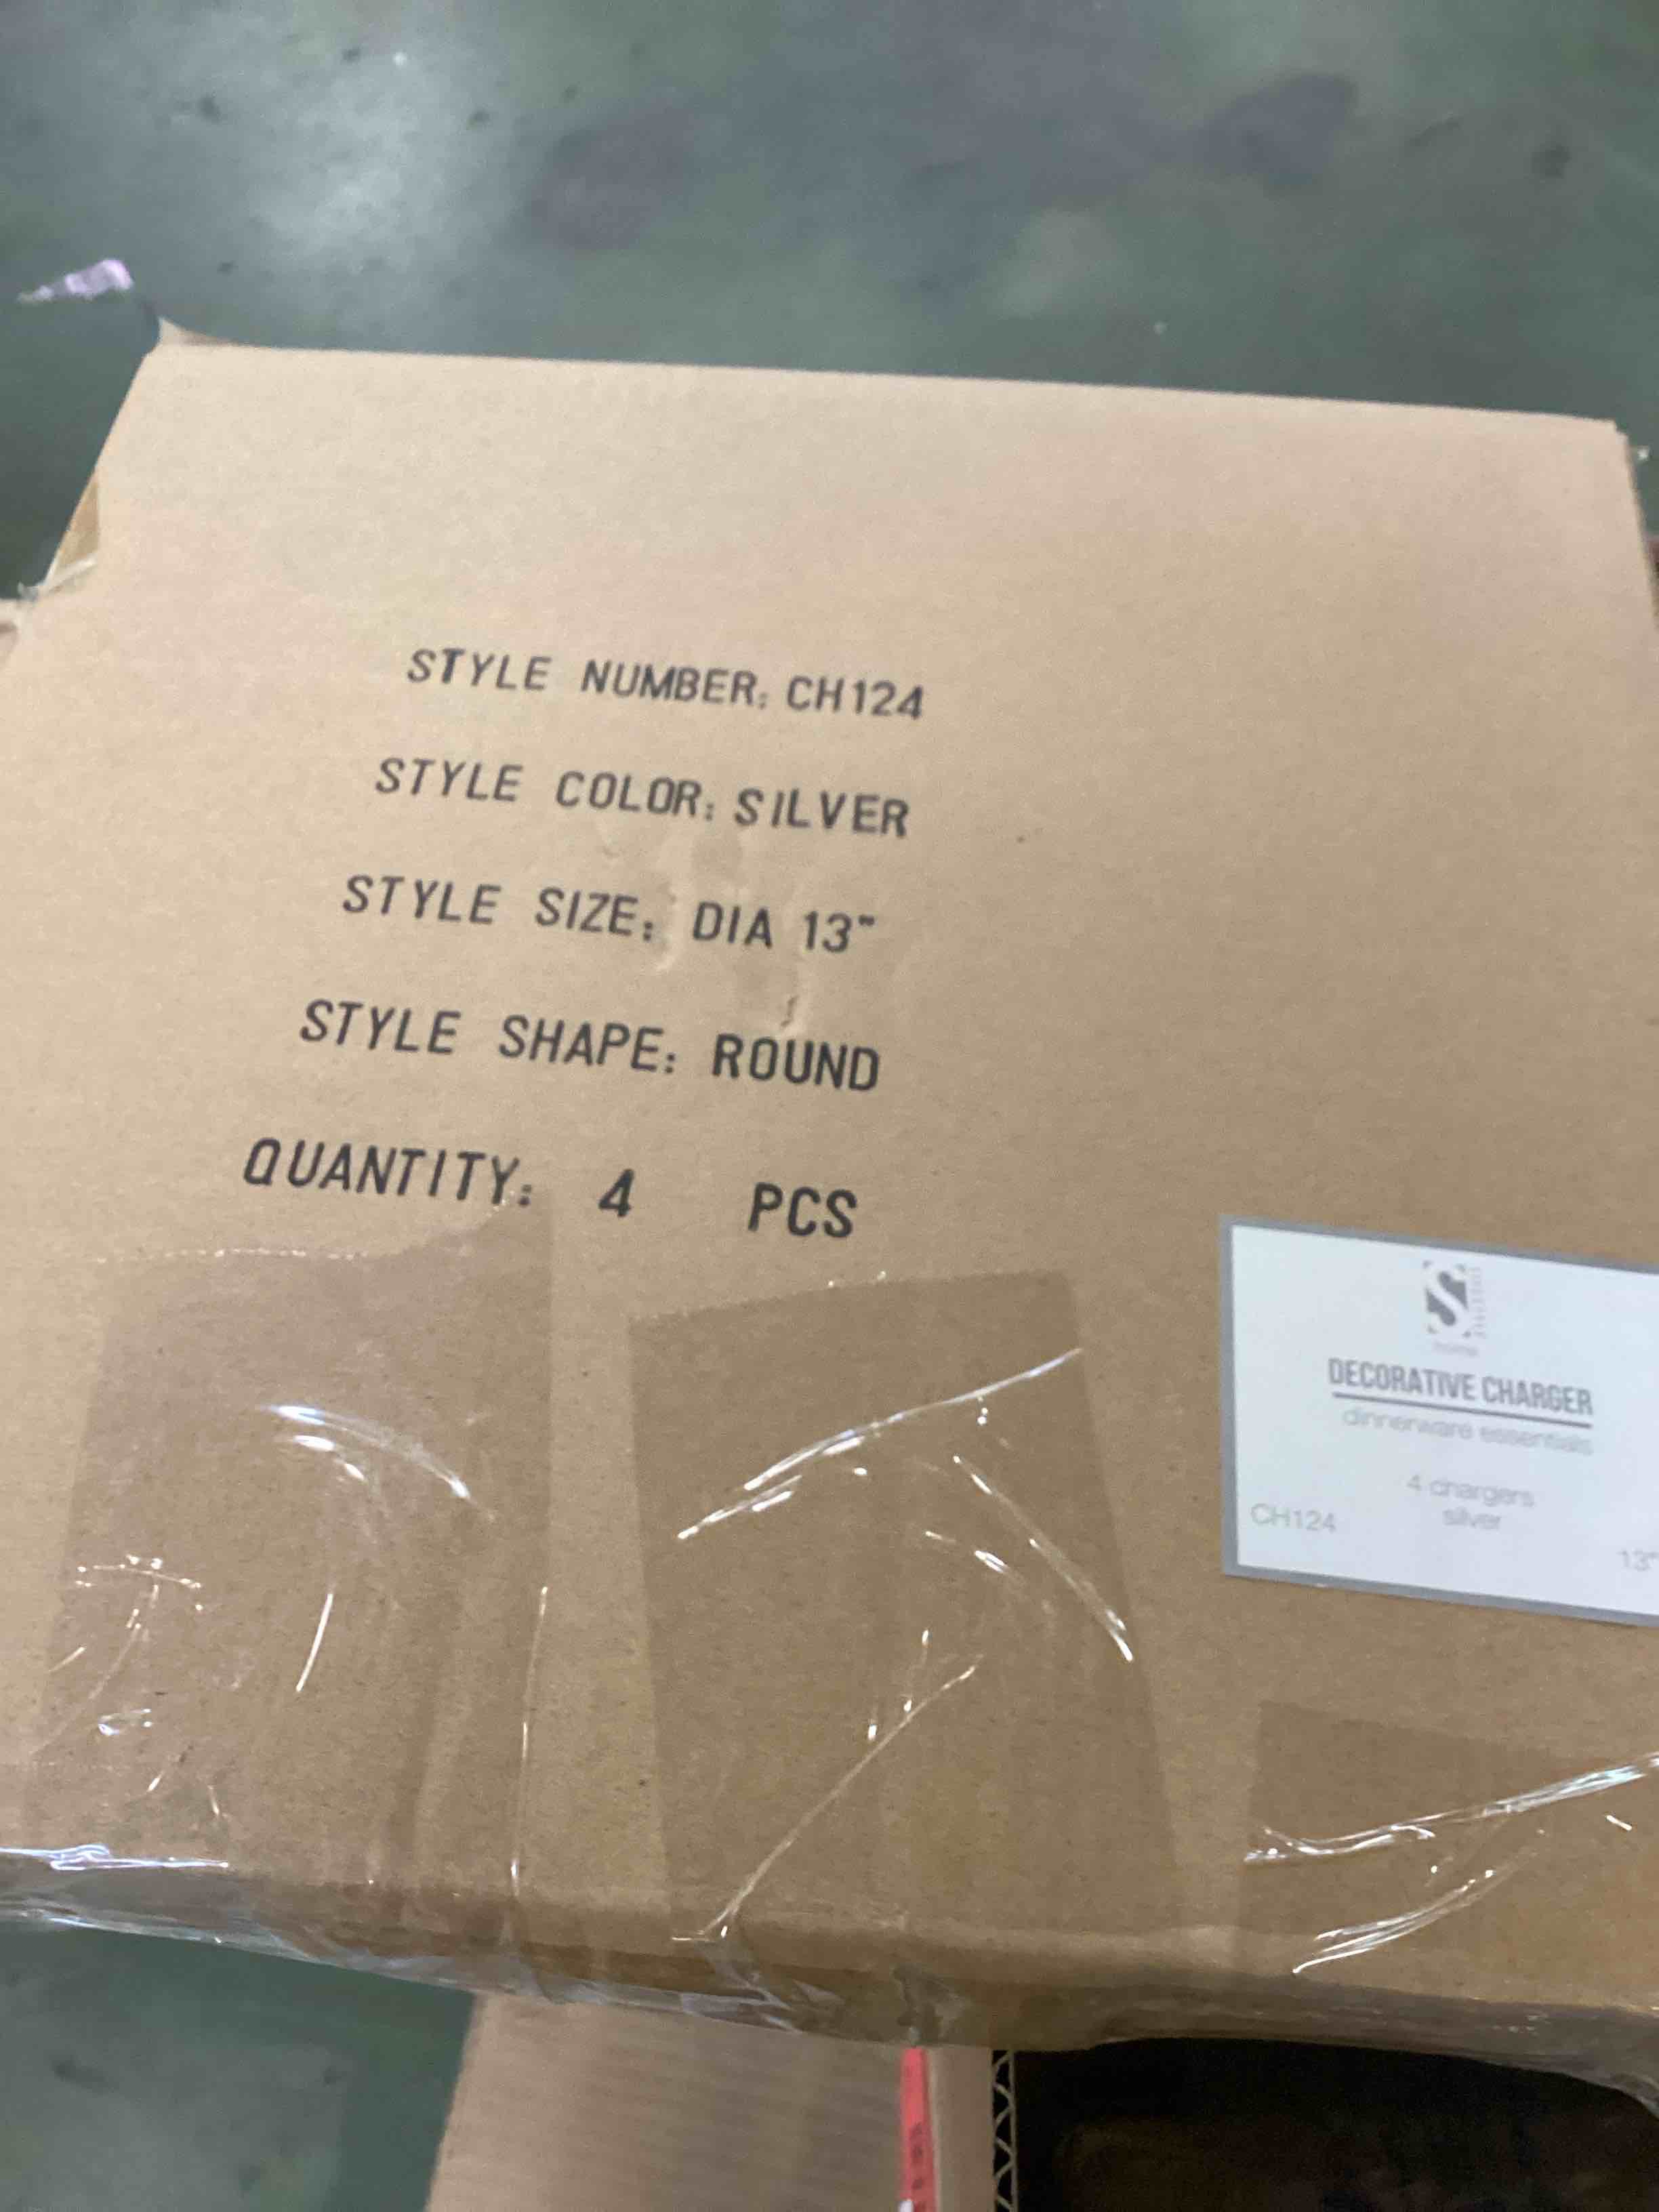 STYLE NUMBER: CH124
STYLE COLOR: SILVER
STYLE SIZE: DIA 13"
STYLE SHAPE: ROUND
QUANTITY: 4 PCS
S
home
DECORATIVE CHARGER
dinnerware essentials
4 chargers
silver
CH124
13"